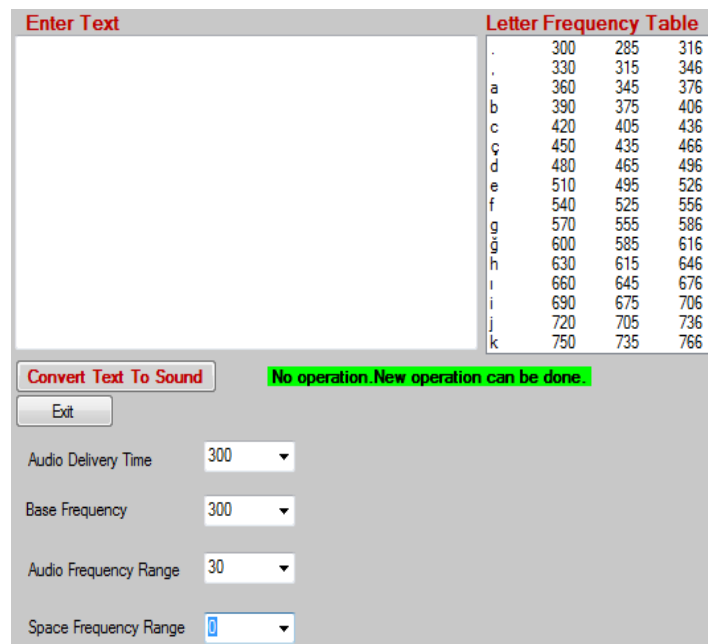 Enter Text
Letter Frequency Table
. 300 285 316
, 330 315 346
a 360 345 376
b 390 375 406
c 420 405 436
ç 450 435 466
d 480 465 496
e 510 495 526
f 540 525 556
g 570 555 586
ğ 600 585 616
h 630 615 646
ı 660 645 676
i 690 675 706
j 720 705 736
k 750 735 766
Convert Text To Sound
No operation.New operation can be done.
Exit
Audio Delivery Time 300
Base Frequency 300
Audio Frequency Range 30
Space Frequency Range 0